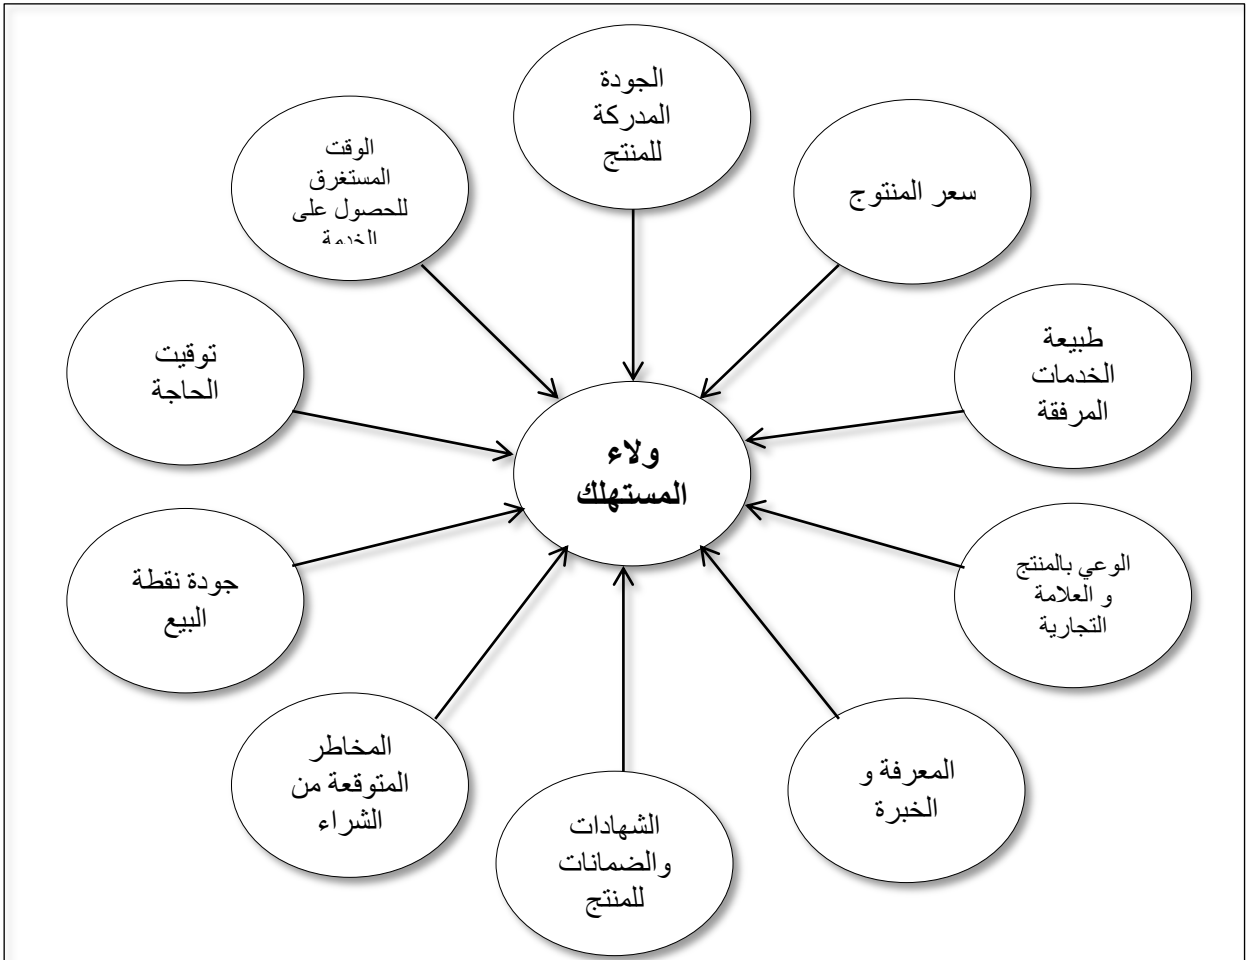 الجودة
المدركة
للمنتج
سعر المنتوج
طبيعة
الخدمات
المرفقة
الوعي بالمنتج
و العلامة
التجارية
المعرفة و
الخبرة
الشهادات
والضمانات
للمنتج
المخاطر
المتوقعة من
الشراء
جودة نقطة
البيع
توقيت
الحاجة
الوقت
المستغرق
للحصول على
الخدمة
ولاء
المستهلك